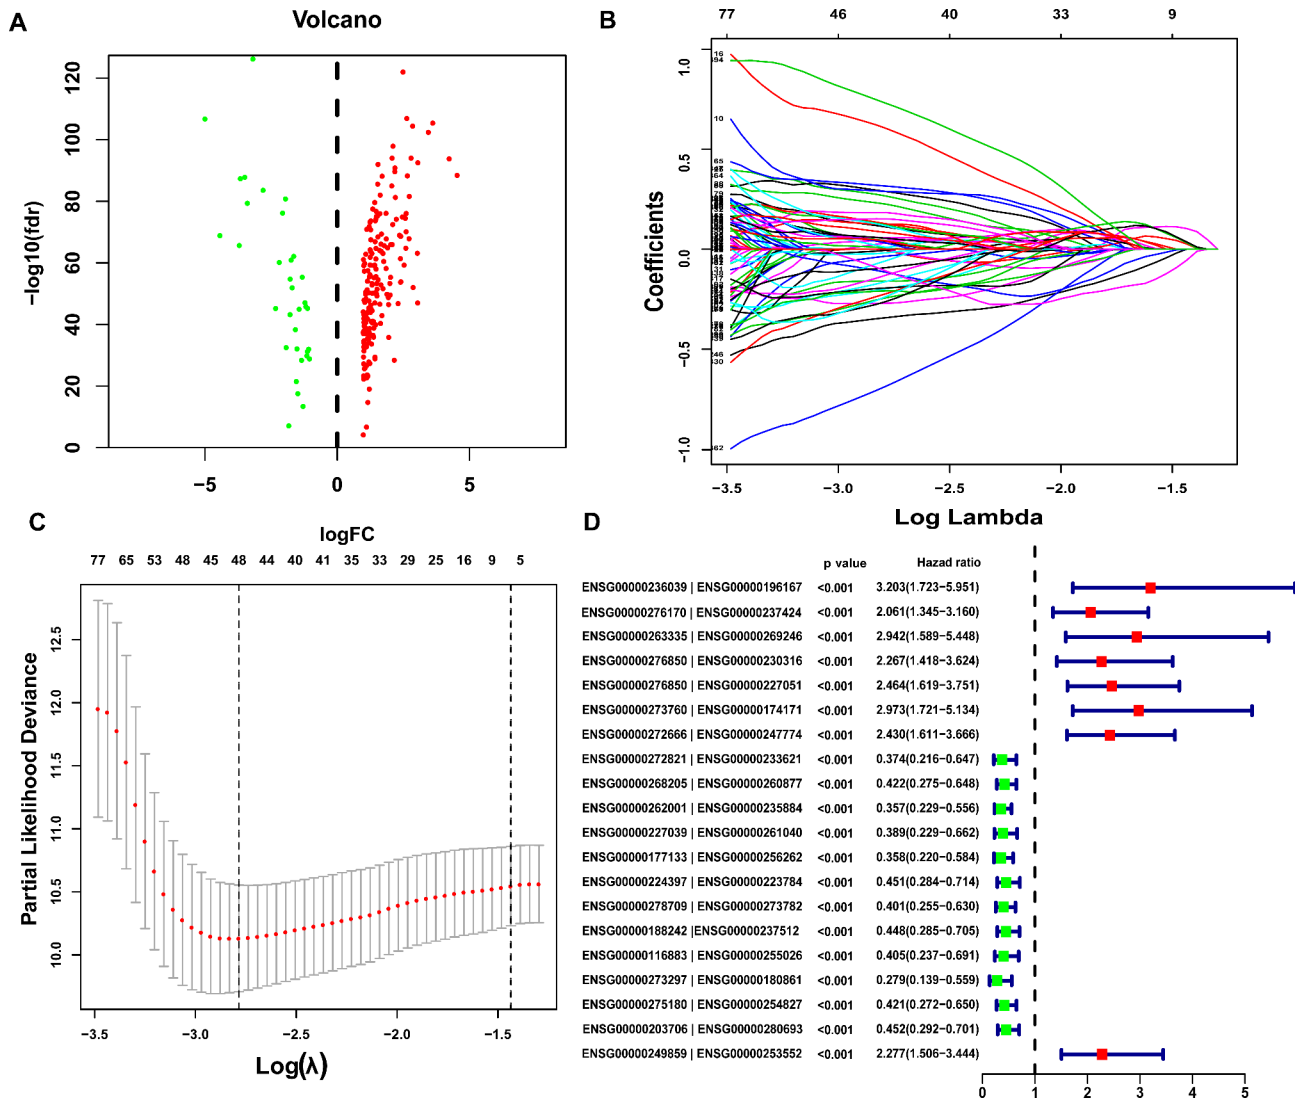 A
Volcano
−log10(fdr)
0
20
40
60
80
100
120
−5
0
5
logFC
B
77
46
40
33
9
Coefficients
1.0
0.5
0.0
−0.5
−1.0
10
−3.5
−3.0
−2.5
−2.0
−1.5
Log Lambda
C
77 65 53 48 45 48 44 40 41 35 33 29 25 16 9 5
Partial Likelihood Deviance
12.5
12.0
11.5
11.0
10.5
10.0
−3.5
−3.0
−2.5
−2.0
−1.5
Log(λ)
D
p value Hazad ratio
ENSG00000236039 | ENSG00000196167 <0.001 3.203(1.723−5.951)
ENSG00000276170 | ENSG00000237424 <0.001 2.061(1.345−3.160)
ENSG00000263335 | ENSG00000269246 <0.001 2.942(1.589−5.448)
ENSG00000276850 | ENSG00000230316 <0.001 2.267(1.418−3.624)
ENSG00000276850 | ENSG00000227051 <0.001 2.464(1.619−3.751)
ENSG00000273760 | ENSG00000174171 <0.001 2.973(1.721−5.134)
ENSG00000272666 | ENSG00000247774 <0.001 2.430(1.611−3.666)
ENSG00000272821 | ENSG00000233621 <0.001 0.374(0.216−0.647)
ENSG00000268205 | ENSG00000260877 <0.001 0.422(0.275−0.648)
ENSG00000262001 | ENSG00000235884 <0.001 0.357(0.229−0.556)
ENSG00000227039 | ENSG00000261040 <0.001 0.389(0.229−0.662)
ENSG00000177133 | ENSG00000256262 <0.001 0.358(0.220−0.584)
ENSG00000224397 | ENSG00000223784 <0.001 0.451(0.284−0.714)
ENSG00000278709 | ENSG00000273782 <0.001 0.401(0.255−0.630)
ENSG00000188242 |ENSG00000237512 <0.001 0.448(0.285−0.705)
ENSG00000116883 | ENSG00000255026 <0.001 0.405(0.237−0.691)
ENSG00000273297 | ENSG00000180861 <0.001 0.279(0.139−0.559)
ENSG00000275180 | ENSG00000254827 <0.001 0.421(0.272−0.650)
ENSG00000203706 | ENSG00000280693 <0.001 0.452(0.292−0.701)
ENSG00000249859 | ENSG00000253552 <0.001 2.277(1.506−3.444)
0 1 2 3 4 5